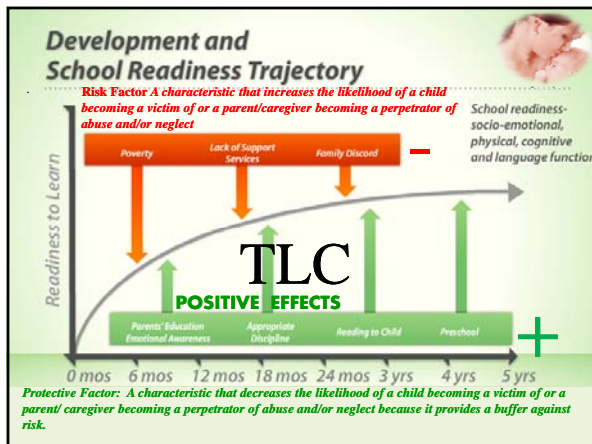 Development and
School Readiness Trajectory
Risk Factor A characteristic that increases the likelihood of a child
becoming a victim of or a parent/caregiver becoming a perpetrator of
abuse and/or neglect
School readiness-
socio-emotional,
physical, cognitive
and language function
Poverty
Lack of Support
Services
Family Discord
Readiness to Learn
TLC
POSITIVE EFFECTS
Parents' Education
Emotional Awareness
Appropriate
Discipline
Reading to Child
Preschool
0 mos 6 mos 12 mos 18 mos 24 mos 3 yrs 4 yrs 5 yrs
Protective Factor: A characteristic that decreases the likelihood of a child becoming a victim of or a
parent/ caregiver becoming a perpetrator of abuse and/or neglect because it provides a buffer against
risk.